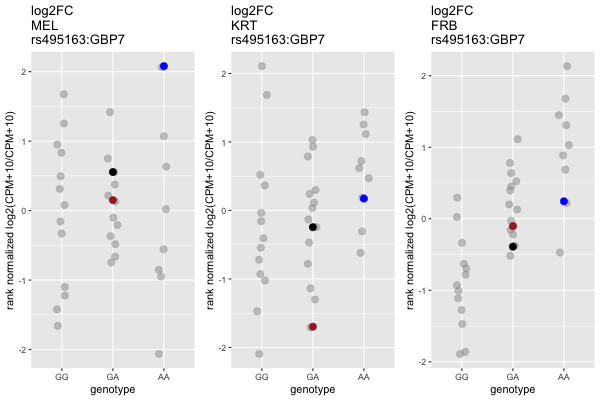 log2FC
MEL
rs495163:GBP7
rank normalized log2(CPM+10/CPM+10)
2
1
0
-1
-2
GG
GA
AA
genotype
log2FC
KRT
rs495163:GBP7
rank normalized log2(CPM+10/CPM+10)
2
1
0
-1
-2
GG
GA
AA
genotype
log2FC
FRB
rs495163:GBP7
rank normalized log2(CPM+10/CPM+10)
2
1
0
-1
-2
GG
GA
AA
genotype